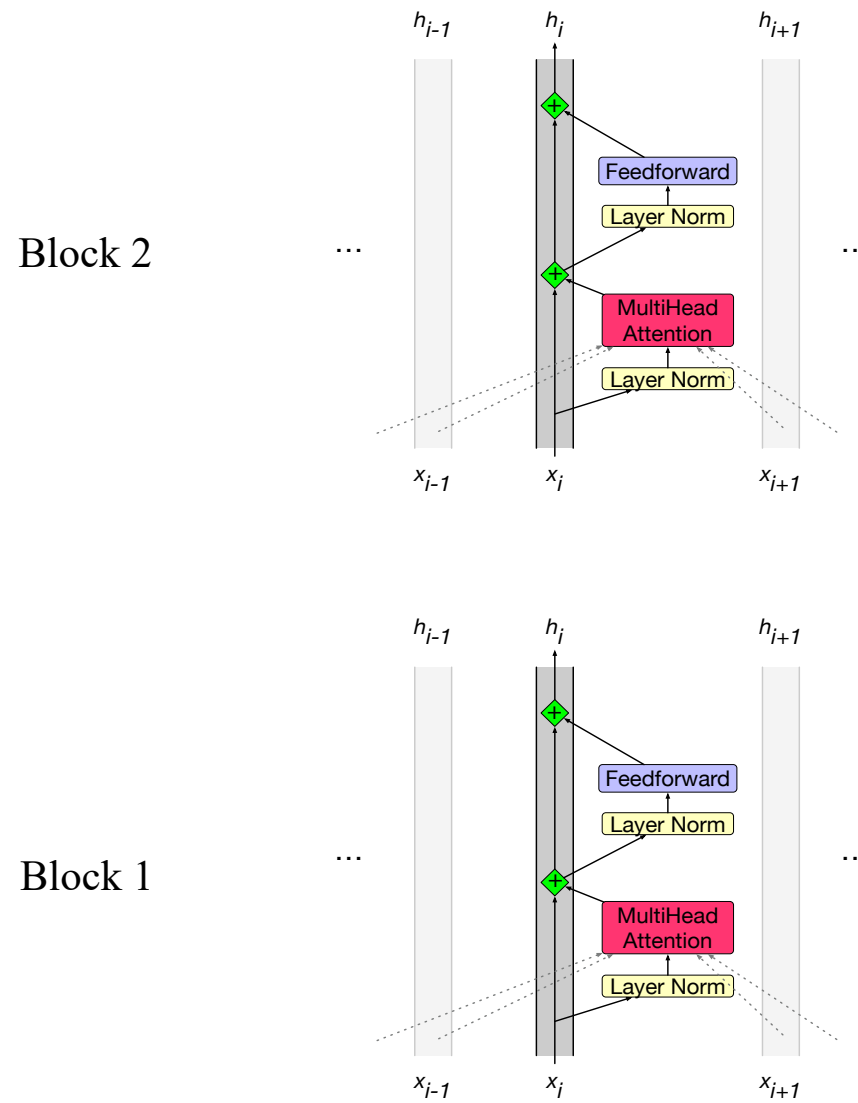 h_{i-1} h_i h_{i+1}
+
Feedforward
Layer Norm
Block 2 ... ..
+
MultiHead
Attention
Layer Norm
x_{i-1} x_i x_{i+1}
h_{i-1} h_i h_{i+1}
+
Feedforward
Layer Norm
Block 1 ... ..
+
MultiHead
Attention
Layer Norm
x_{i-1} x_i x_{i+1}